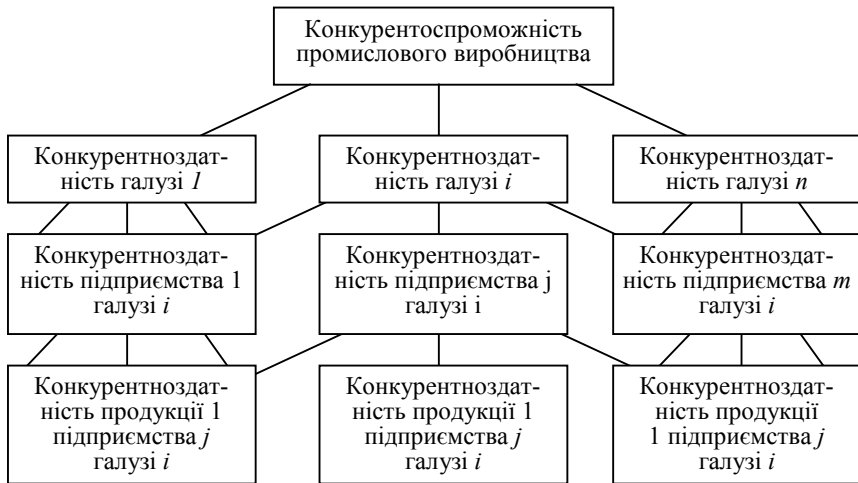 Конкурентоспроможність
промислового виробництва
Конкурентноздат-
ність галузі 1
Конкурентноздат-
ність галузі i
Конкурентноздат-
ність галузі n
Конкурентноздат-
ність підприємства 1
галузі i
Конкурентноздат-
ність підприємства j
галузі і
Конкурентноздат-
ність підприємства m
галузі i
Конкурентноздат-
ність продукції 1
підприємства j
галузі i
Конкурентноздат-
ність продукції 1
підприємства j
галузі i
Конкурентноздат-
ність продукції
1 підприємства j
галузі i